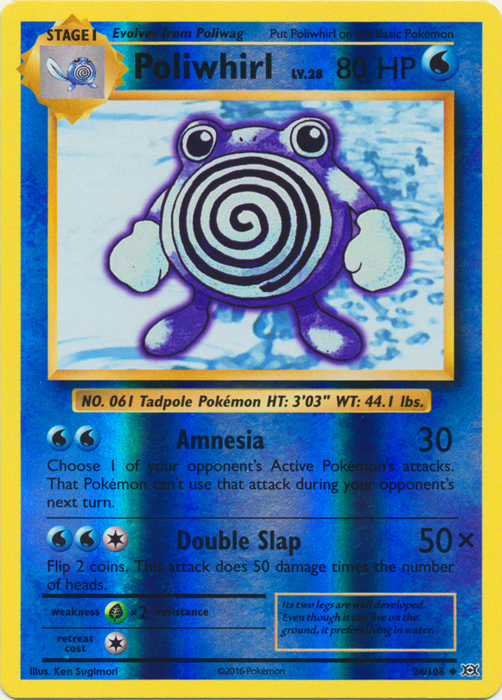 STAGE 1 Evolves from Poliwag Put Poliwhirl on the Basic Pokémon
Poliwhirl LV.28 80 HP
NO. 061 Tadpole Pokémon HT: 3'03" WT: 44.1 lbs.
Amnesia 30
Choose 1 of your opponent's Active Pokémon's attacks.
That Pokémon can't use that attack during your opponent's
next turn.
Double Slap 50×
Flip 2 coins. This attack does 50 damage times the number
of heads.
weakness ×2 resistance
Its two legs are well developed.
Even though it can live on the
ground, it prefers living in water.
retreat
cost
Illus. Ken Sugimori ©2016 Pokémon 24/108